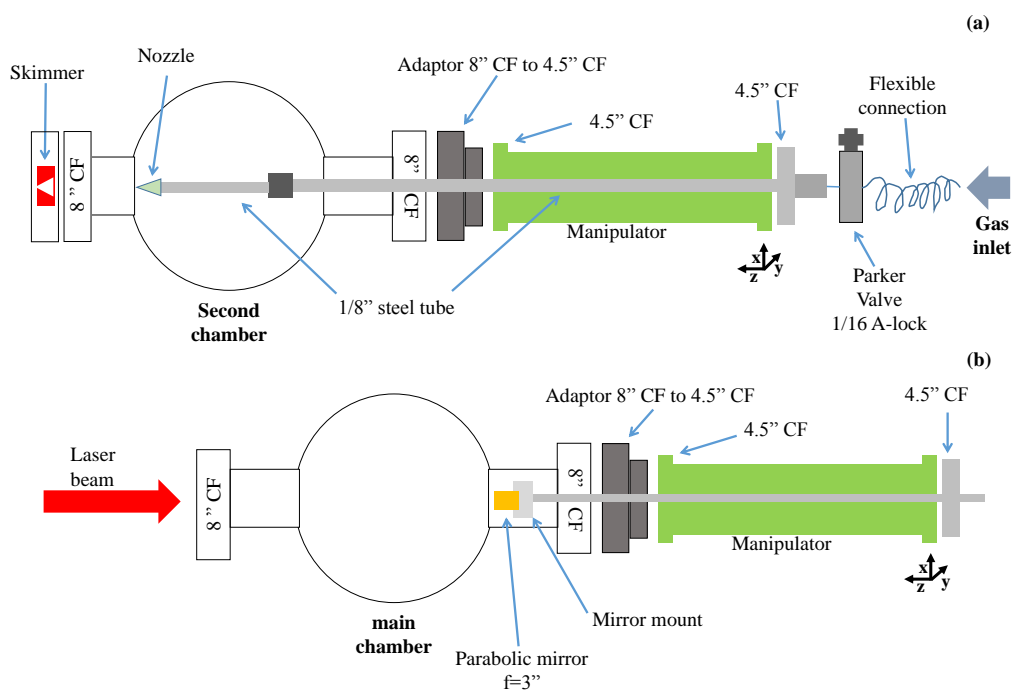 (a)
Nozzle
Skimmer
Adaptor 8” CF to 4.5” CF
4.5” CF
4.5” CF
Flexible
connection
8 ” CF
8”
CF
Manipulator
Gas
inlet
x
y
z
Second
chamber
1/8” steel tube
Parker
Valve
1/16 A-lock
(b)
Adaptor 8” CF to 4.5” CF
4.5” CF
4.5” CF
Laser
beam
8 ” CF
8”
CF
Manipulator
x
y
z
main
chamber
Mirror mount
Parabolic mirror
f=3”